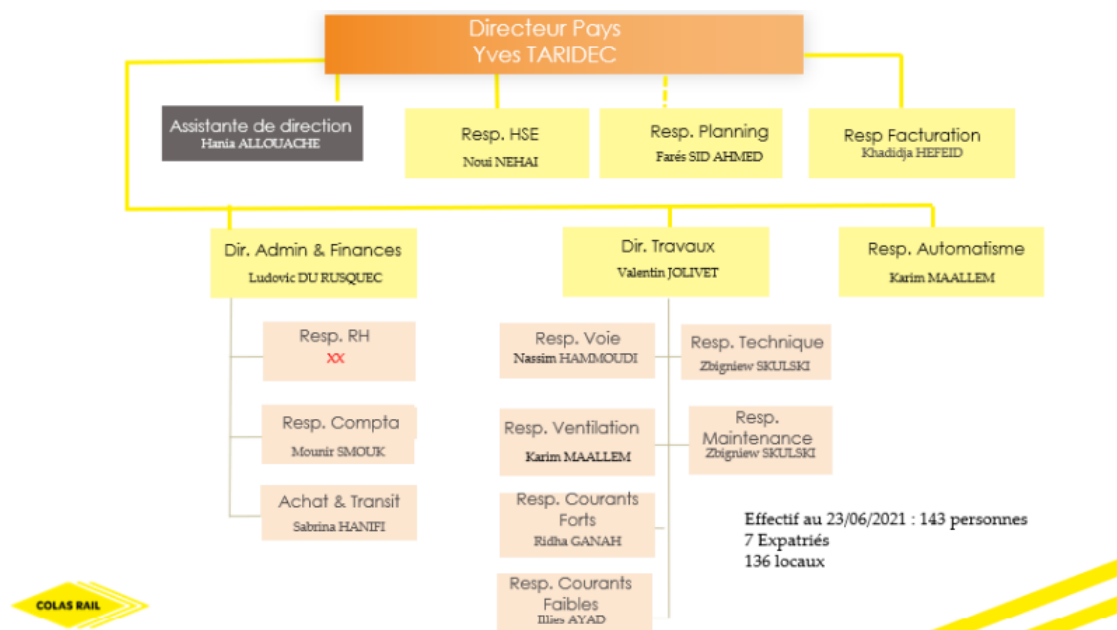 Directeur Pays
Yves TARIDEC
Assistante de direction
Hania ALLOUACHE
Resp. HSE
Noui NEHAI
Resp. Planning
Farés SID AHMED
Resp Facturation
Khadidja HEFEID
Dir. Admin & Finances
Ludovic DU RUSQUEC
Dir. Travaux
Valentin JOLIVET
Resp. Automatisme
Karim MAALLEM
Resp. RH
XX
Resp. Compta
Mounir SMOUK
Achat & Transit
Sabrina HANIFI
Resp. Voie
Nassim HAMMOUDI
Resp. Technique
Zbigniew SKULSKI
Resp. Ventilation
Karim MAALLEM
Resp.
Maintenance
Zbigniew SKULSKI
Resp. Courants
Forts
Ridha GANAH
Resp. Courants
Faibles
Illies AYAD
Effectif au 23/06/2021 : 143 personnes
7 Expatriés
136 locaux
COLAS RAIL